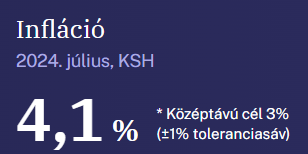 Infláció
2024. július, KSH
4,1 %
* Középtávú cél 3%
(±1% toleranciasáv)